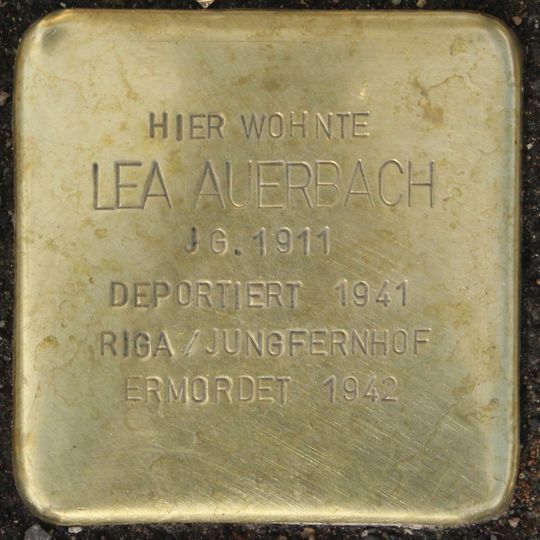 HIER WOHNTE
LEA AUERBACH
JG. 1911
DEPORTIERT 1941
RIGA/JUNGFERNHOF
ERMORDET 1942